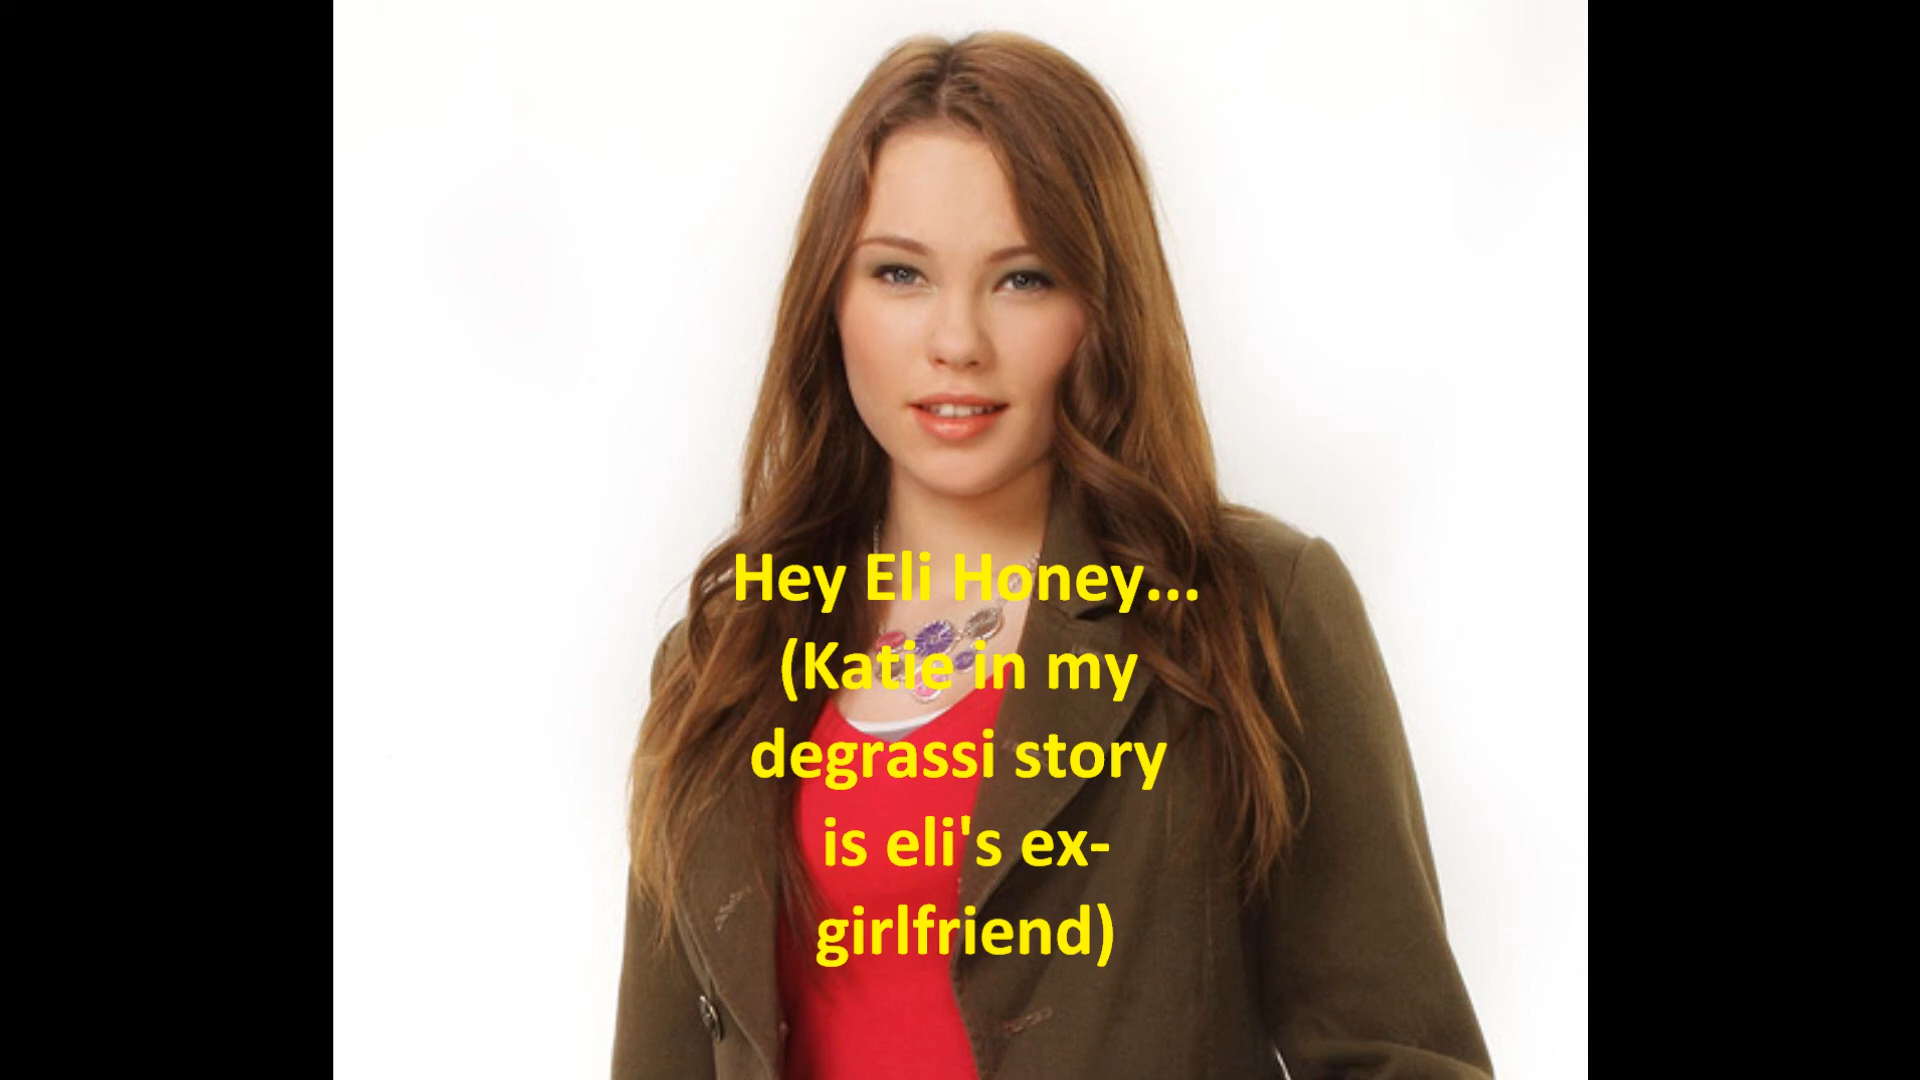 Hey Eli Honey...
(Katie in my
degrassi story
is eli's ex-
girlfriend)